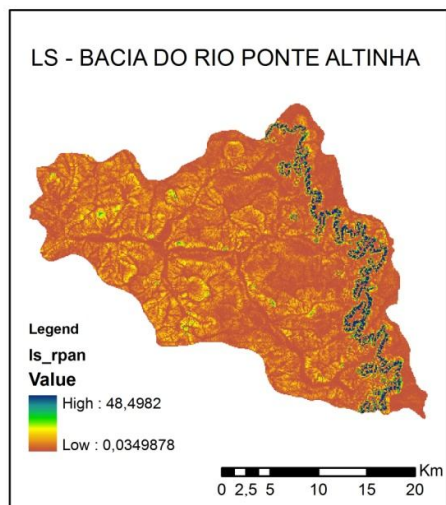 LS - BACIA DO RIO PONTE ALTINHA
Legend
ls_rpan
Value
High : 48,4982
Low : 0,0349878
Km
0 2,5 5 10 15 20